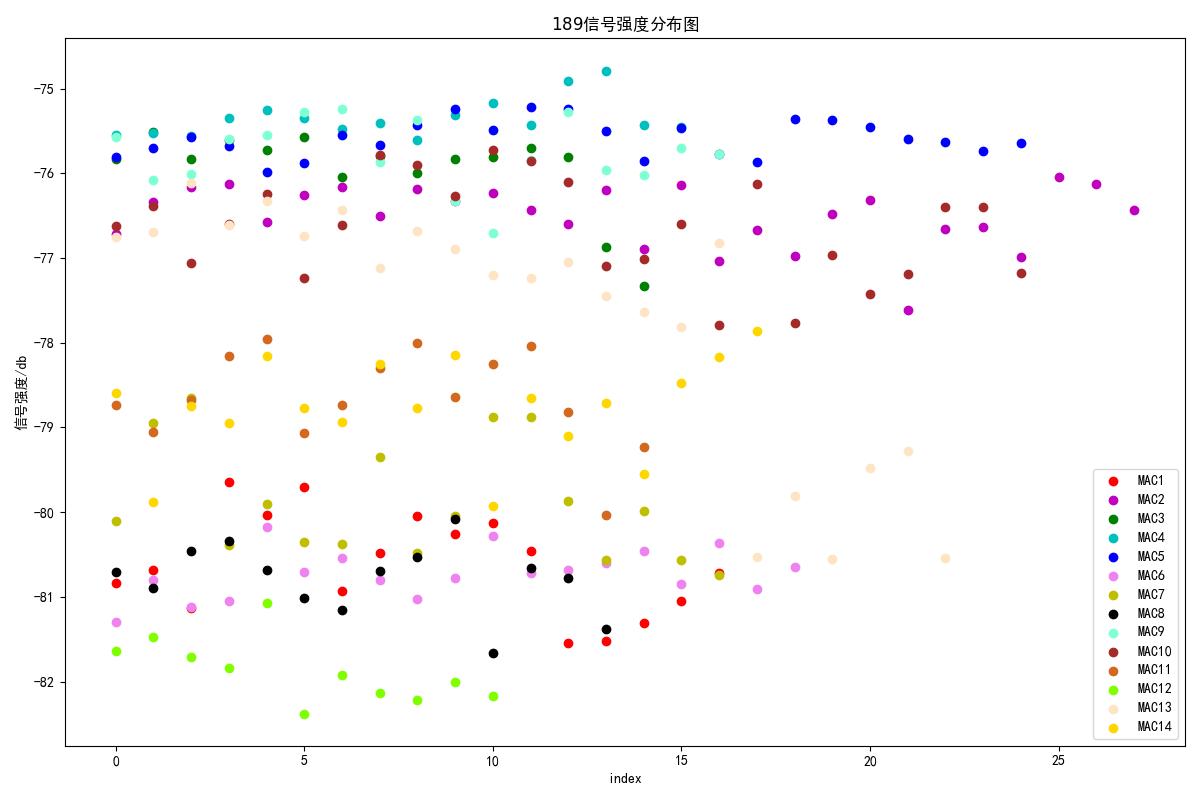 189信号强度分布图
信号强度/db
−75
−76
−77
−78
−79
−80
−81
−82
0
5
10
15
20
25
index
MAC1
MAC2
MAC3
MAC4
MAC5
MAC6
MAC7
MAC8
MAC9
MAC10
MAC11
MAC12
MAC13
MAC14